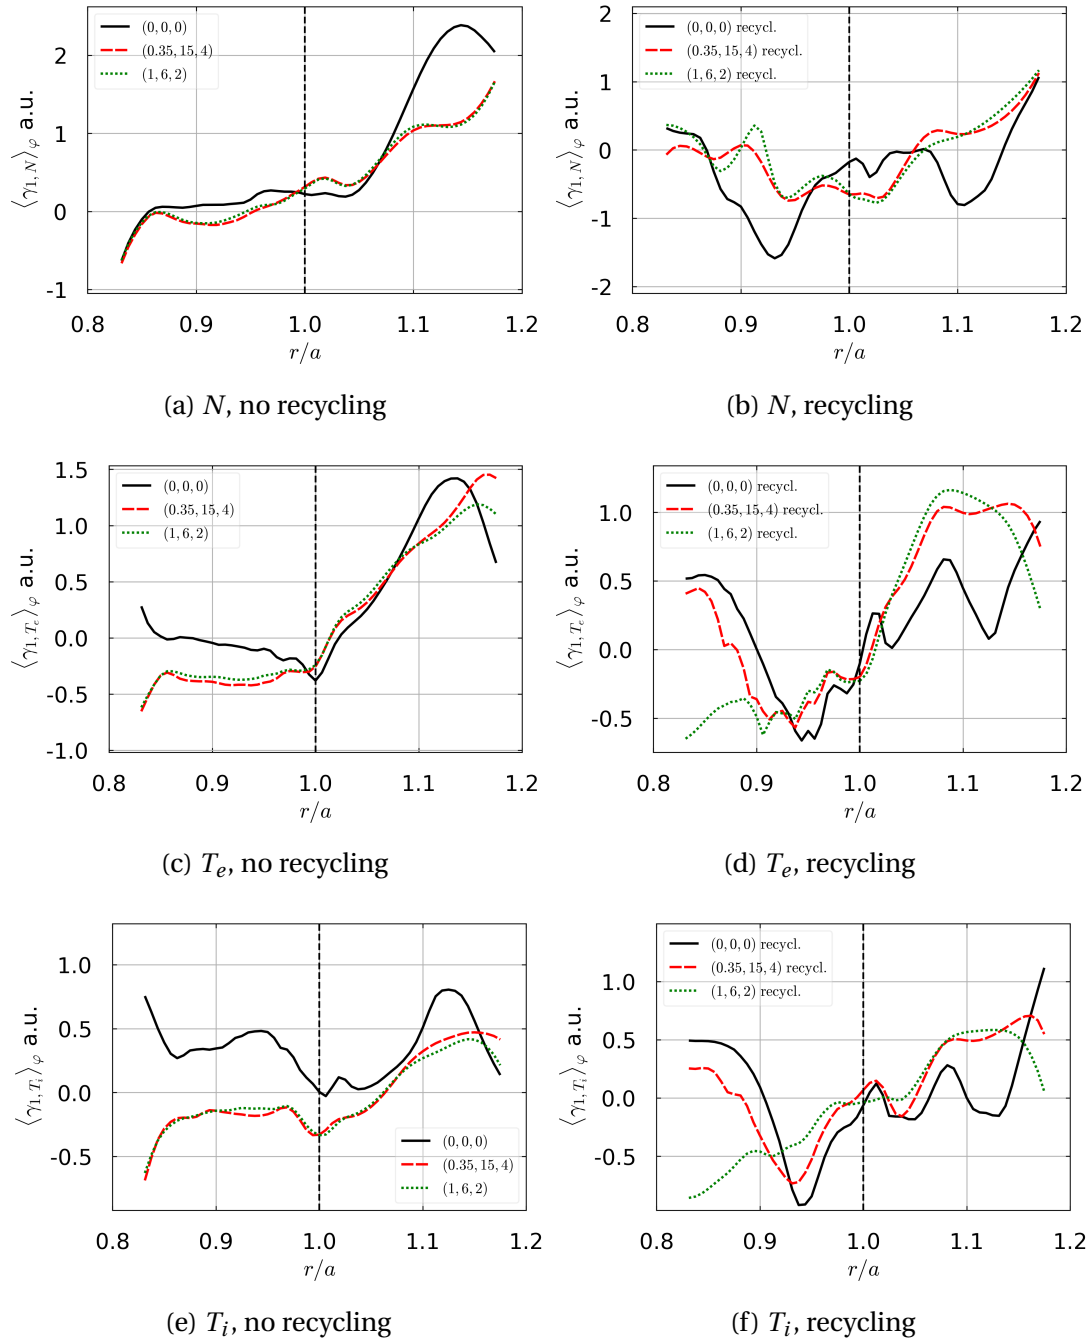 (0, 0, 0)
(0.35, 15, 4)
(1, 6, 2)
2
1
0
-1
0.8 0.9 1.0 1.1 1.2
⟨γ1,N⟩φ a.u.
r/a
(a) N, no recycling
(0, 0, 0) recycl.
(0.35, 15, 4) recycl.
(1, 6, 2) recycl.
2
1
0
-1
-2
0.8 0.9 1.0 1.1 1.2
⟨γ1,N⟩φ a.u.
r/a
(b) N, recycling
(0, 0, 0)
(0.35, 15, 4)
(1, 6, 2)
1.5
1.0
0.5
0.0
-0.5
-1.0
0.8 0.9 1.0 1.1 1.2
⟨γ1,Te⟩φ a.u.
r/a
(c) Te, no recycling
(0, 0, 0) recycl.
(0.35, 15, 4) recycl.
(1, 6, 2) recycl.
1.0
0.5
0.0
-0.5
0.8 0.9 1.0 1.1 1.2
⟨γ1,Te⟩φ a.u.
r/a
(d) Te, recycling
1.0
0.5
0.0
-0.5
(0, 0, 0)
(0.35, 15, 4)
(1, 6, 2)
0.8 0.9 1.0 1.1 1.2
⟨γ1,Ti⟩φ a.u.
r/a
(e) Ti, no recycling
(0, 0, 0) recycl.
(0.35, 15, 4) recycl.
(1, 6, 2) recycl.
1.0
0.5
0.0
-0.5
0.8 0.9 1.0 1.1 1.2
⟨γ1,Ti⟩φ a.u.
r/a
(f) Ti, recycling